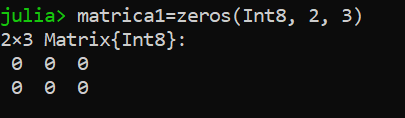 julia> matrica1=zeros(Int8, 2, 3)
2×3 Matrix{Int8}:
 0  0  0
 0  0  0